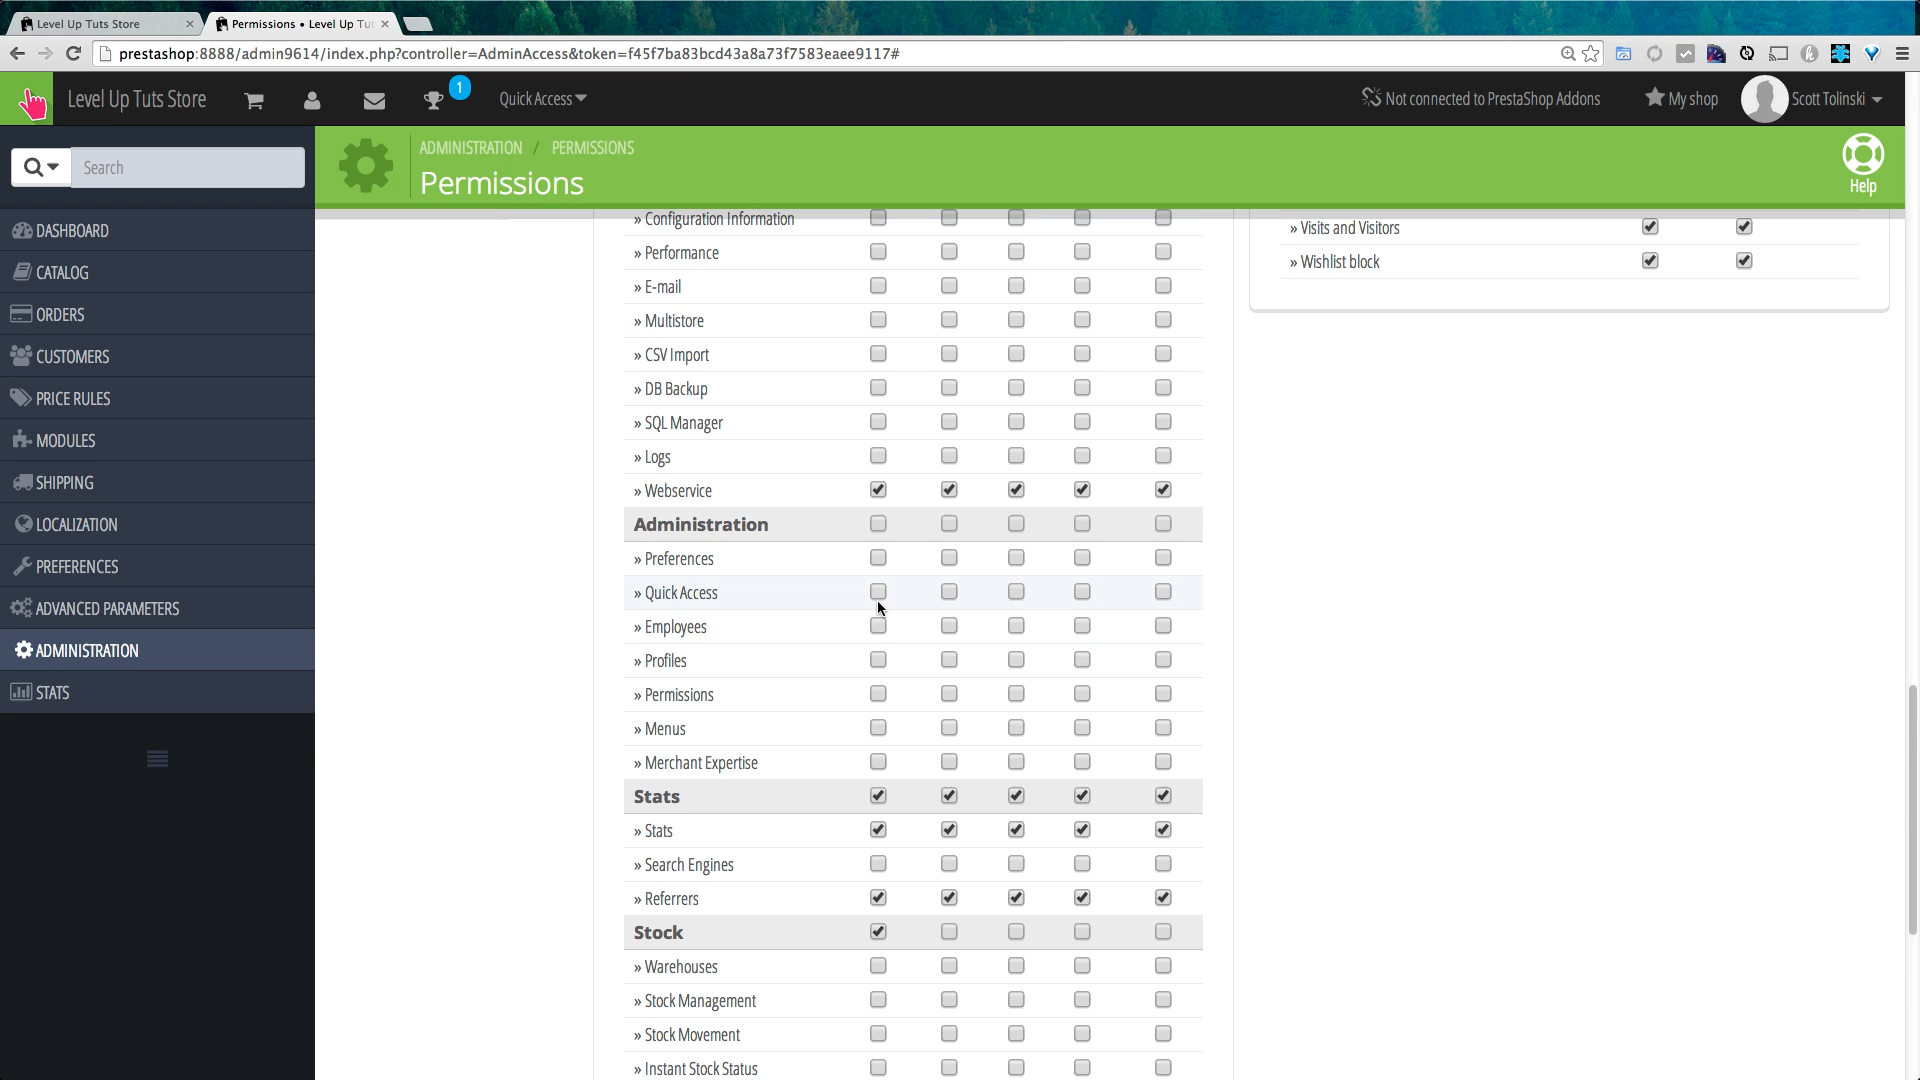 Level Up Tuts Store
Permissions • Level Up Tut
prestashop:8888/admin9614/index.php?controller=AdminAccess&token=f45f7ba83bcd43a8a73f7583eaee9117#
Level Up Tuts Store
1
Quick Access
Not connected to PrestaShop Addons
My shop
Scott Tolinski
Search
ADMINISTRATION / PERMISSIONS
Permissions
Help
DASHBOARD
CATALOG
ORDERS
CUSTOMERS
PRICE RULES
MODULES
SHIPPING
LOCALIZATION
PREFERENCES
ADVANCED PARAMETERS
ADMINISTRATION
STATS
» Configuration Information
» Performance
» E-mail
» Multistore
» CSV Import
» DB Backup
» SQL Manager
» Logs
» Webservice
Administration
» Preferences
» Quick Access
» Employees
» Profiles
» Permissions
» Menus
» Merchant Expertise
Stats
» Stats
» Search Engines
» Referrers
Stock
» Warehouses
» Stock Management
» Stock Movement
» Instant Stock Status
» Visits and Visitors
» Wishlist block